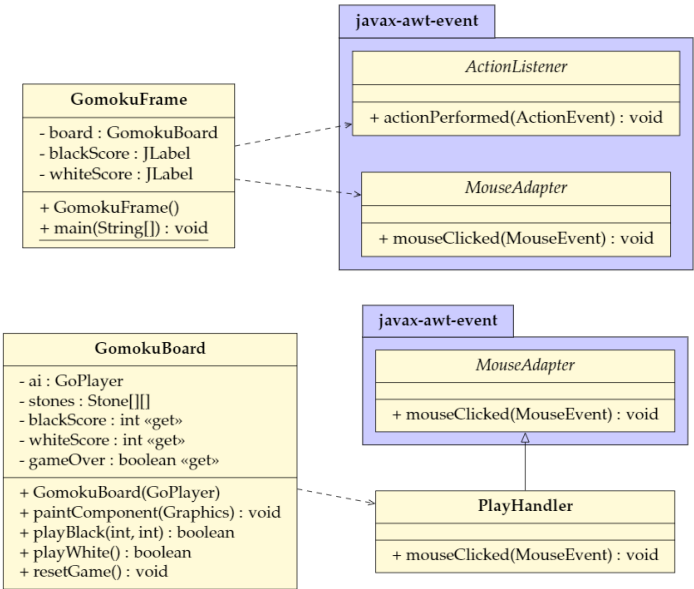 javax-awt-event
ActionListener
+ actionPerformed(ActionEvent) : void
MouseAdapter
+ mouseClicked(MouseEvent) : void
GomokuFrame
- board : GomokuBoard
- blackScore : JLabel
- whiteScore : JLabel
+ GomokuFrame()
+ main(String[]) : void
GomokuBoard
- ai : GoPlayer
- stones : Stone[][]
- blackScore : int «get»
- whiteScore : int «get»
- gameOver : boolean «get»
+ GomokuBoard(GoPlayer)
+ paintComponent(Graphics) : void
+ playBlack(int, int) : boolean
+ playWhite() : boolean
+ resetGame() : void
javax-awt-event
MouseAdapter
+ mouseClicked(MouseEvent) : void
PlayHandler
+ mouseClicked(MouseEvent) : void